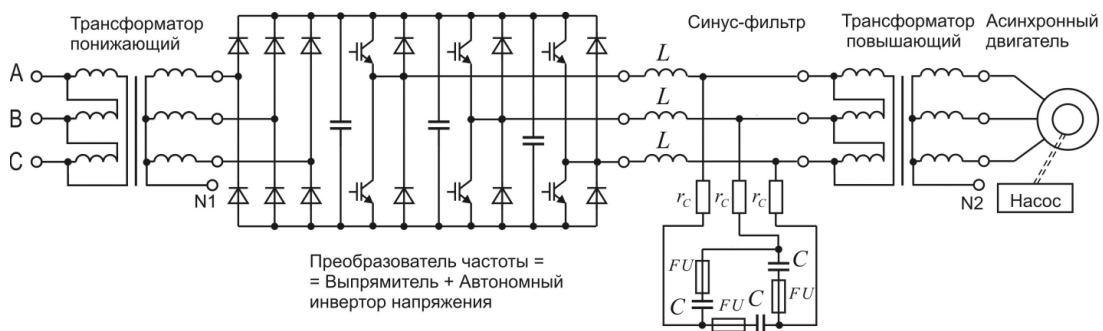 Трансформатор
понижающий
Синус-фильтр
Трансформатор
повышающий
Асинхронный
двигатель
A
B
C
N1
L
L
L
r_C
r_C
r_C
N2
Насос
FU
C
C
FU
C
FU
Преобразователь частоты =
= Выпрямитель + Автономный
инвертор напряжения